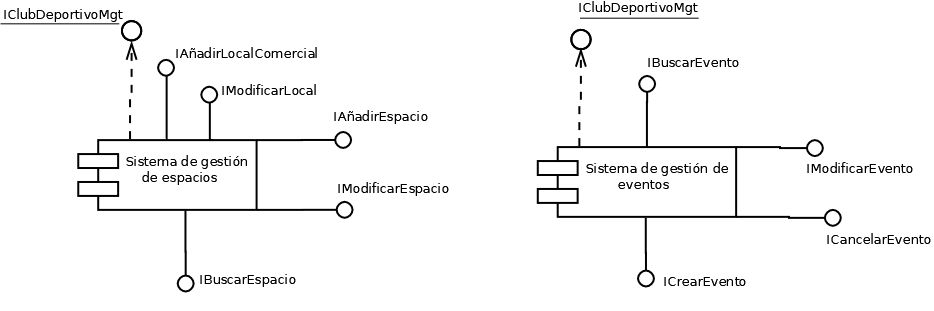 IClubDeportivoMgt
IAñadirLocalComercial
IModificarLocal
IAñadirEspacio
Sistema de gestión
de espacios
IModificarEspacio
IBuscarEspacio
IClubDeportivoMgt
IBuscarEvento
Sistema de gestión de
eventos
IModificarEvento
ICancelarEvento
ICrearEvento